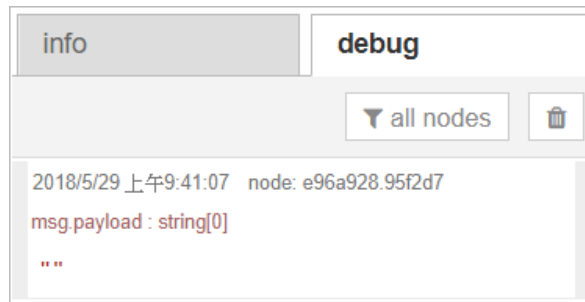 info debug
all nodes
2018/5/29 上午9:41:07 node: e96a928.95f2d7
msg.payload : string[0]
""